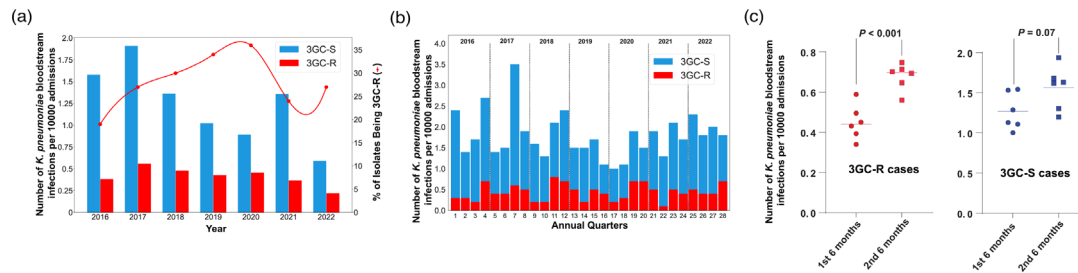 (a)
Number of K. pneumoniae bloodstream
infections per 10000 admissions
2.0
1.75
1.5
1.25
1.0
0.75
0.5
0.25
0
3GC-S
3GC-R
35
30
25
20
15
10
5
0
% of Isolates Being 3GC-R (-)
2016 2017 2018 2019 2020 2021 2022
Year
(b)
Number of K. pneumoniae bloodstream
infections per 10000 admissions
4.0
3.5
3.0
2.5
2.0
1.5
1.0
0.5
0.0
2016 2017 2018 2019 2020 2021 2022
3GC-S
3GC-R
1 2 3 4 5 6 7 8 9 10 11 12 13 14 15 16 17 18 19 20 21 22 23 24 25 26 27 28
Annual Quarters
(c)
Number of K. pneumoniae bloodstream
infections per 10000 admissions
P < 0.001
0.8
0.6
0.4
0.2
0.0
3GC-R cases
1st 6 months
2nd 6 months
P = 0.07
2.0
1.5
1.0
0.5
0.0
3GC-S cases
1st 6 months
2nd 6 months